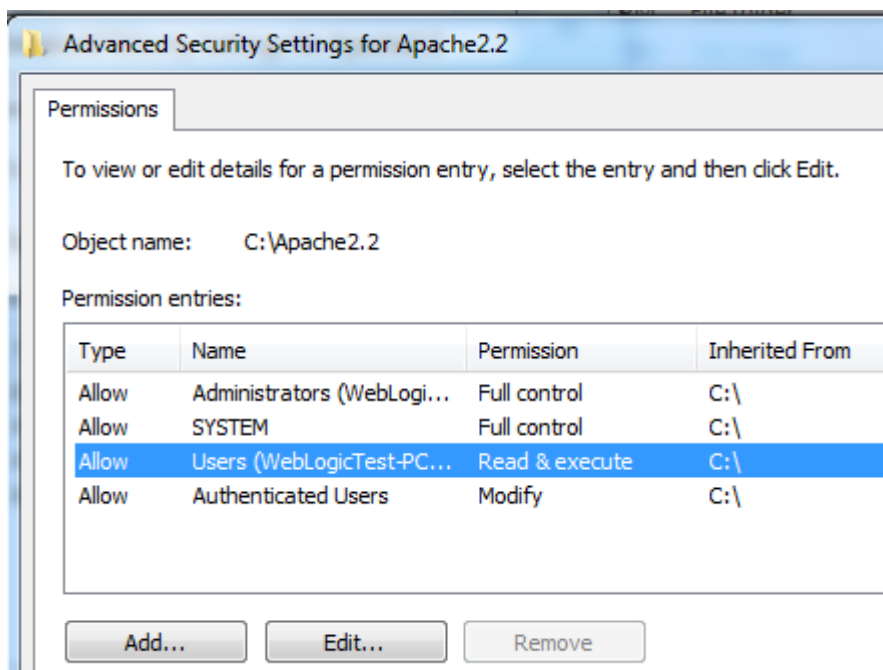 Advanced Security Settings for Apache2.2
Permissions
To view or edit details for a permission entry, select the entry and then click Edit.
Object name: C:\Apache2.2
Permission entries:
Type Name Permission Inherited From
Allow Administrators (WebLogi... Full control C:\
Allow SYSTEM Full control C:\
Allow Users (WebLogicTest-PC... Read & execute C:\
Allow Authenticated Users Modify C:\
Add... Edit... Remove